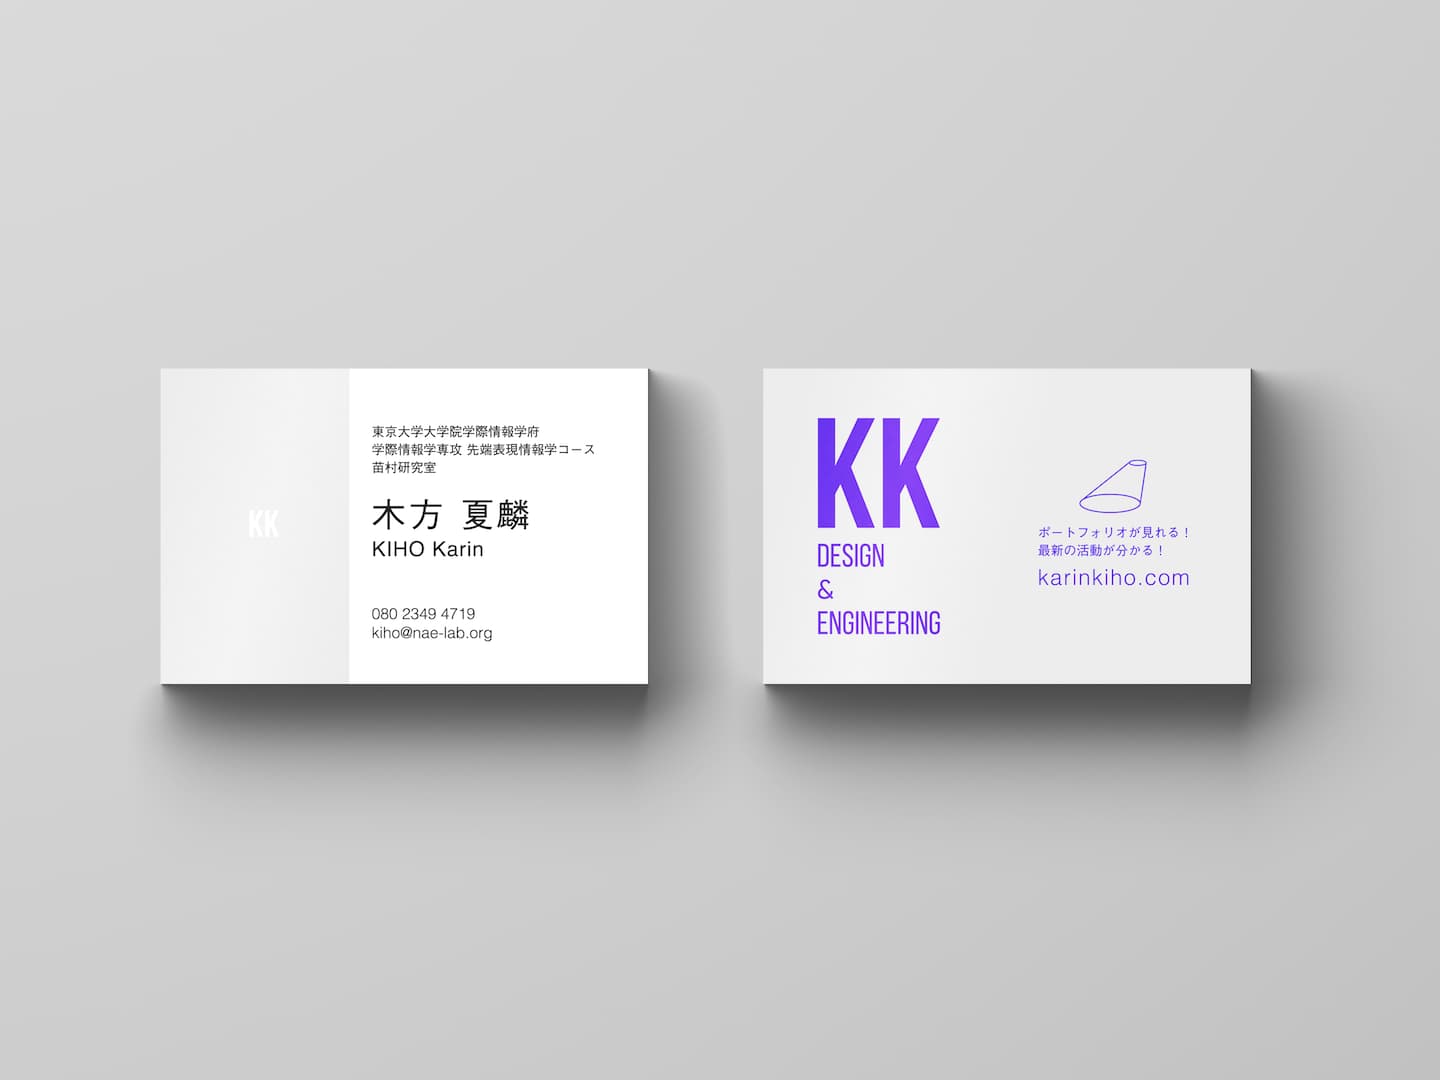 KK
東京大学大学院学際情報学府
学際情報学専攻 先端表現情報学コース
苗村研究室
木方 夏麟
KIHO Karin
080 2349 4719
kiho@nae-lab.org
KK
DESIGN
&
ENGINEERING
ポートフォリオが見れる！
最新の活動が分かる！
karinkiho.com